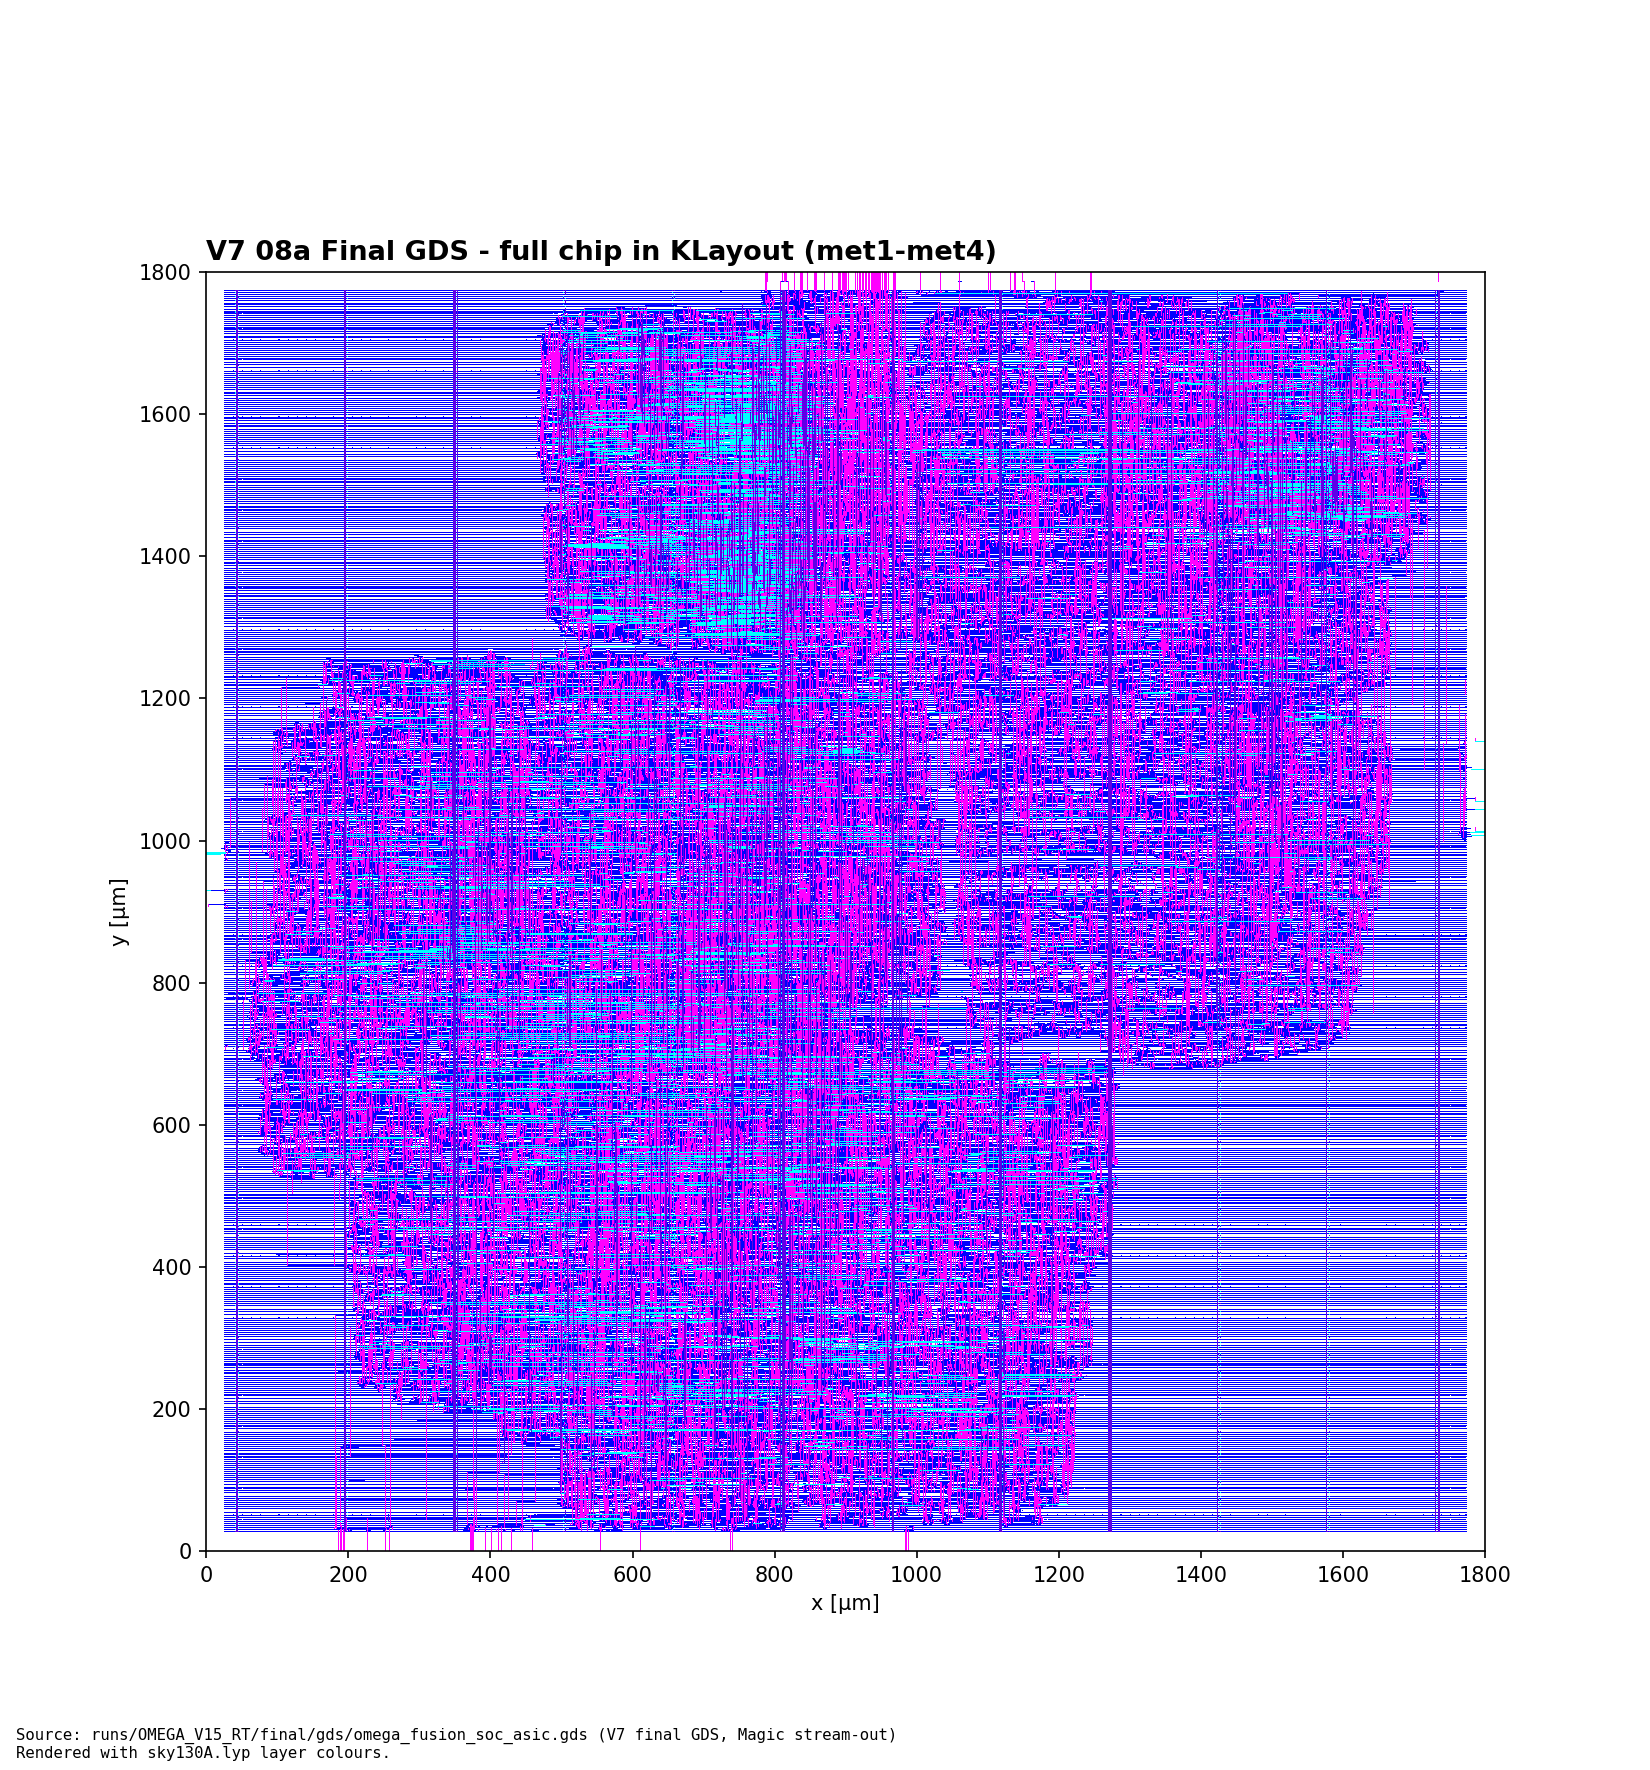 V7 08a Final GDS - full chip in KLayout (met1-met4)
1800
1600
1400
1200
1000
800
600
400
200
0
y [µm]
0 200 400 600 800 1000 1200 1400 1600 1800
x [µm]
Source: runs/OMEGA_V15_RT/final/gds/omega_fusion_soc_asic.gds (V7 final GDS, Magic stream-out)
Rendered with sky130A.lyp layer colours.